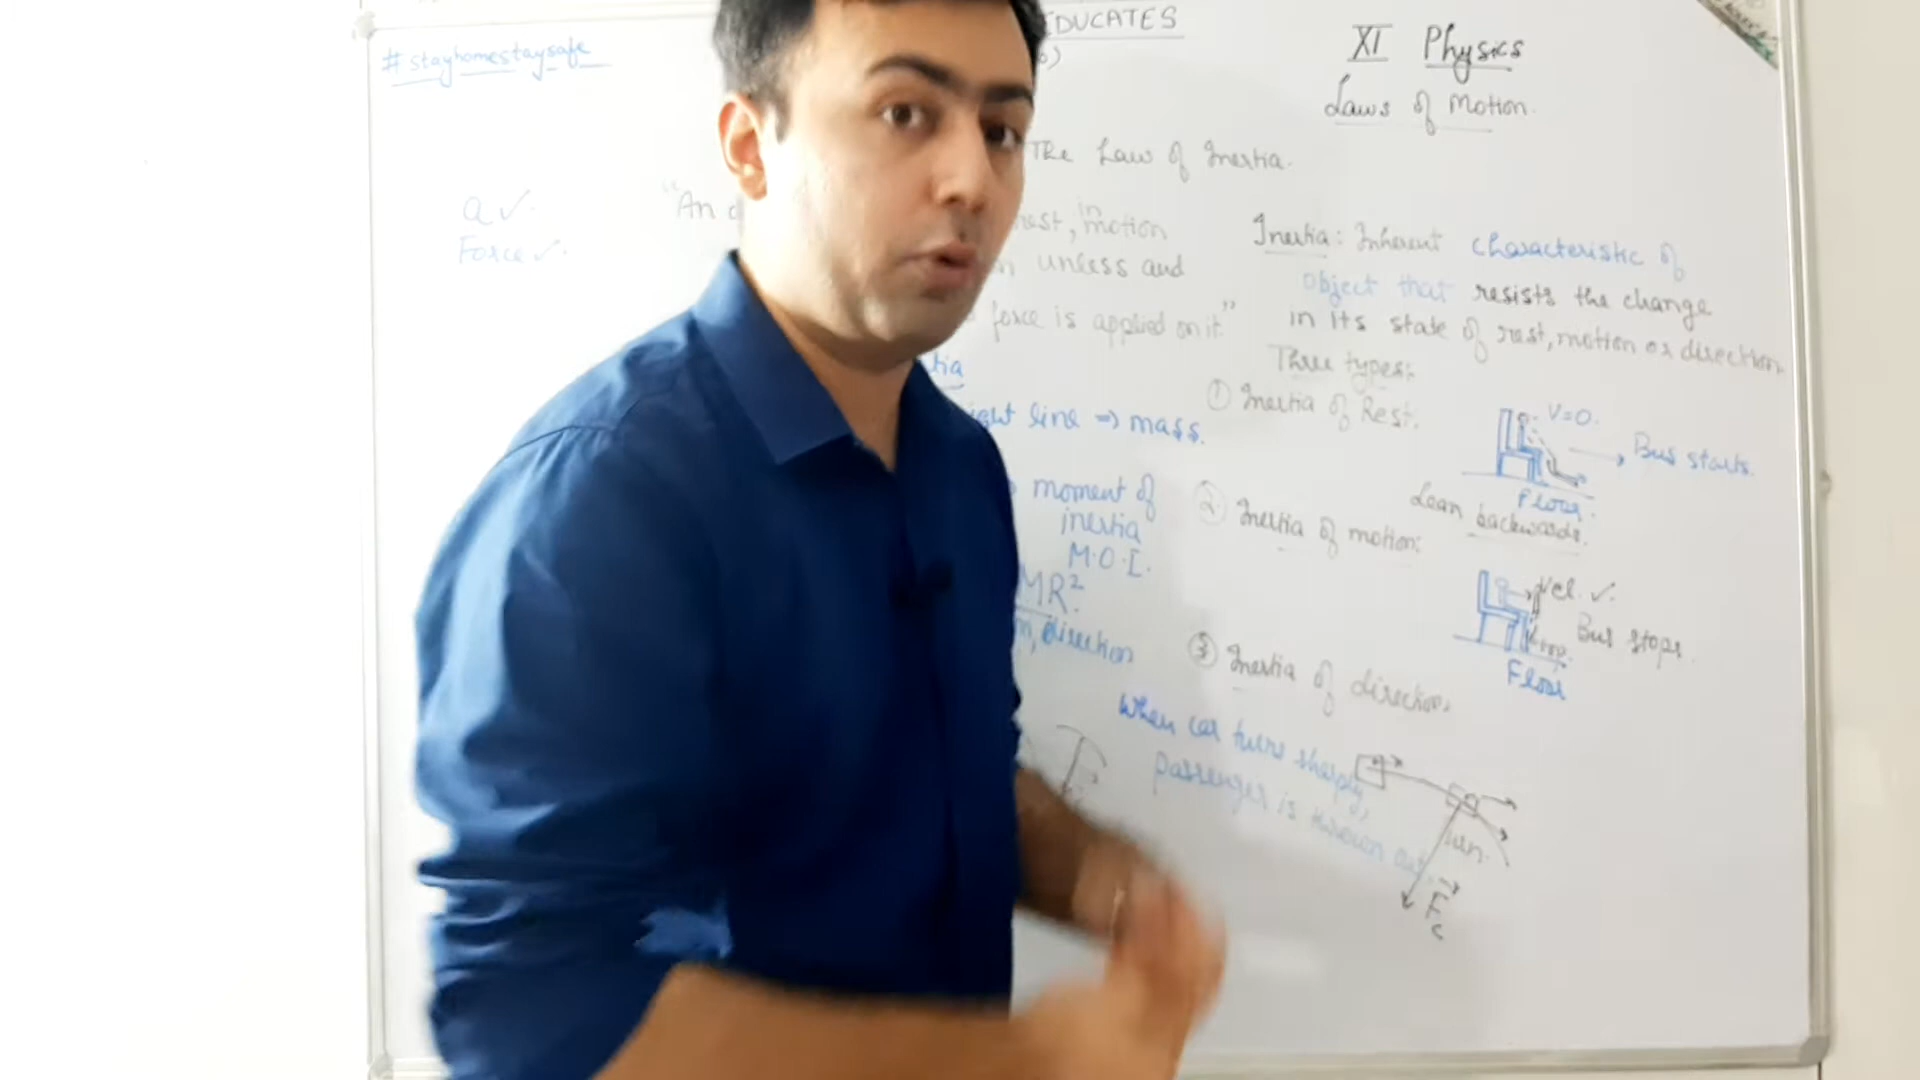 #stayhomestaysafe
EDUCATES
XI Physics
Laws of Motion.
The Law of Inertia.
a ✓.
Force ✓.
"An
rest, in motion
unless and
force is applied on it."
tia
line ⇒ mass.
moment of
inertia
M.O.I.
MR²
direction
Inertia: Inherent characteristic of
object that resists the change
in its state of rest, motion or direction.
Three types:
① Inertia of Rest.
V=0.
Bus starts.
Floor.
Lean backwards.
② Inertia of motion:
Vel. ✓.
Bus stops.
Floor
③ Inertia of direction.
When car turns sharply,
passenger is thrown out.
turn.
F
c